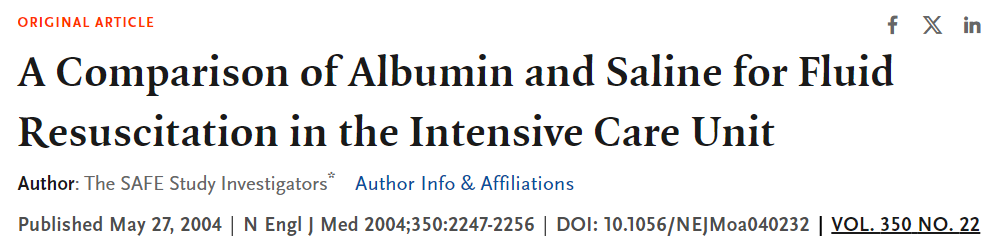 ORIGINAL ARTICLE
A Comparison of Albumin and Saline for Fluid
Resuscitation in the Intensive Care Unit
Author: The SAFE Study Investigators* Author Info & Affiliations
Published May 27, 2004 | N Engl J Med 2004;350:2247-2256 | DOI: 10.1056/NEJMoa040232 | VOL. 350 NO. 22